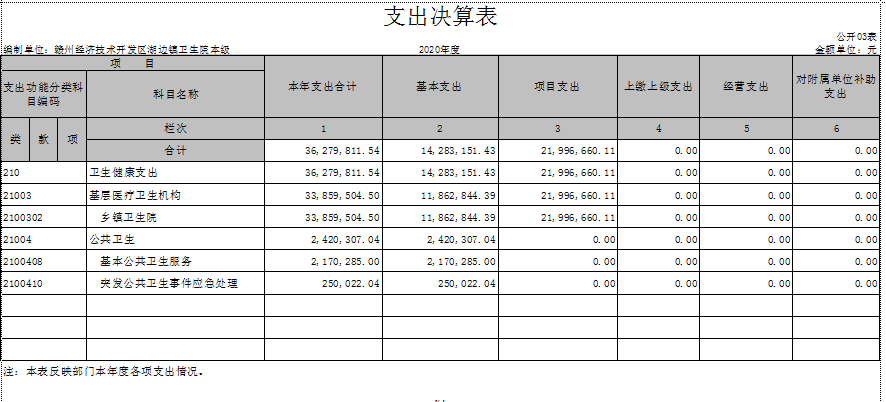 支出决算表
公开03表
编制单位：赣州经济技术开发区湖边镇卫生院本级 2020年度 金额单位：元
项 目 本年支出合计 基本支出 项目支出 上缴上级支出 经营支出 对附属单位补助支出
支出功能分类科目编码 科目名称
类 款 项 栏次 1 2 3 4 5 6
合计 36,279,811.54 14,283,151.43 21,996,660.11 0.00 0.00 0.00
210 卫生健康支出 36,279,811.54 14,283,151.43 21,996,660.11 0.00 0.00 0.00
21003 基层医疗卫生机构 33,859,504.50 11,862,844.39 21,996,660.11 0.00 0.00 0.00
2100302 乡镇卫生院 33,859,504.50 11,862,844.39 21,996,660.11 0.00 0.00 0.00
21004 公共卫生 2,420,307.04 2,420,307.04 0.00 0.00 0.00 0.00
2100408 基本公共卫生服务 2,170,285.00 2,170,285.00 0.00 0.00 0.00 0.00
2100410 突发公共卫生事件应急处理 250,022.04 250,022.04 0.00 0.00 0.00 0.00
注：本表反映部门本年度各项支出情况。